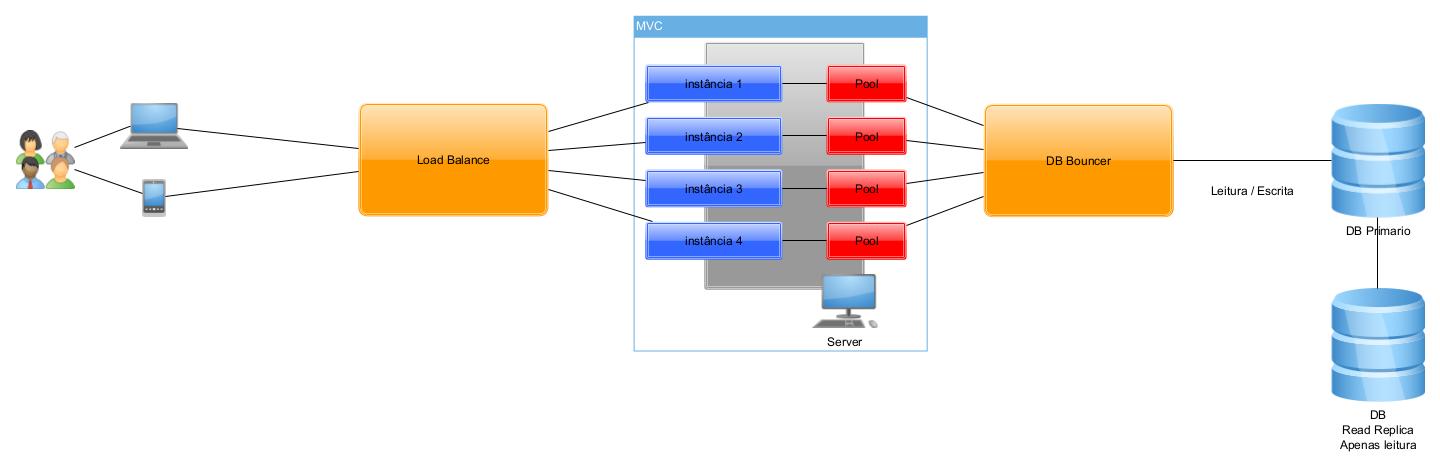 MVC
instância 1
Pool
instância 2
Pool
instância 3
Pool
instância 4
Pool
Load Balance
DB Bouncer
Leitura / Escrita
DB Primario
Server
DB
Read Replica
Apenas leitura